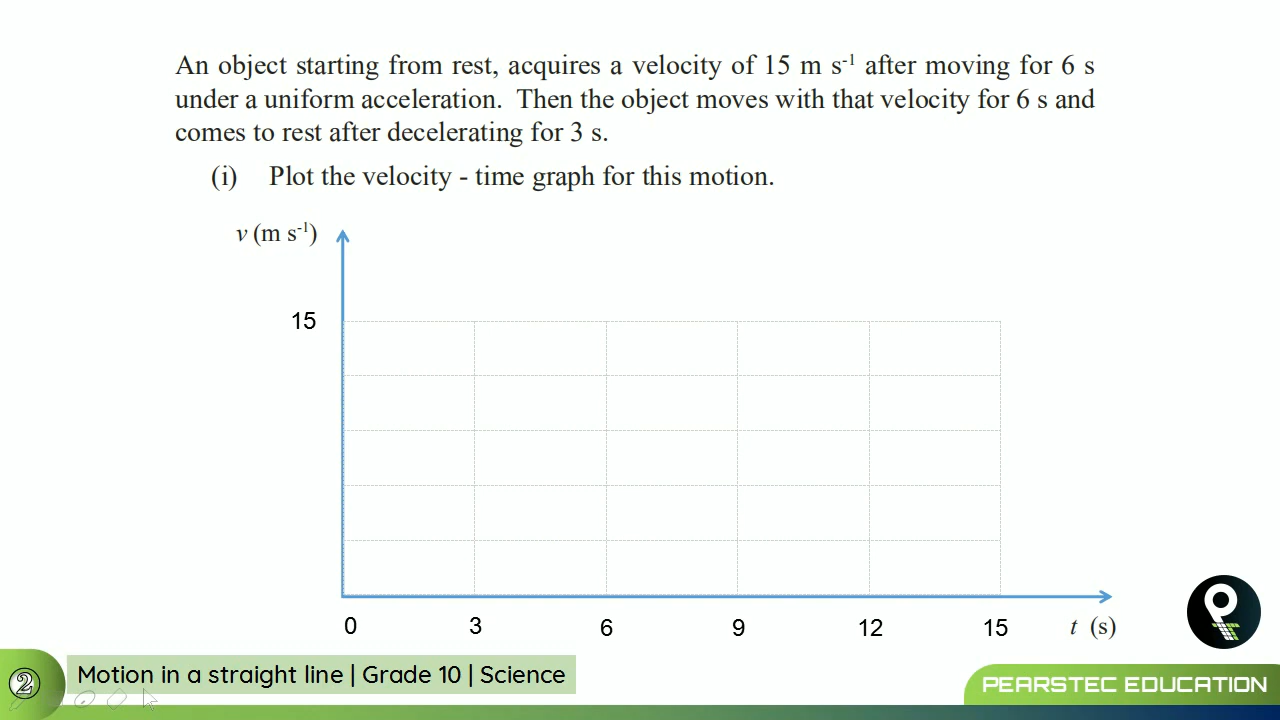 An object starting from rest, acquires a velocity of 15 m s⁻¹ after moving for 6 s
under a uniform acceleration. Then the object moves with that velocity for 6 s and
comes to rest after decelerating for 3 s.
(i) Plot the velocity - time graph for this motion.
v (m s⁻¹)
15
0 3 6 9 12 15 t (s)
2 Motion in a straight line | Grade 10 | Science
PEARSTEC EDUCATION